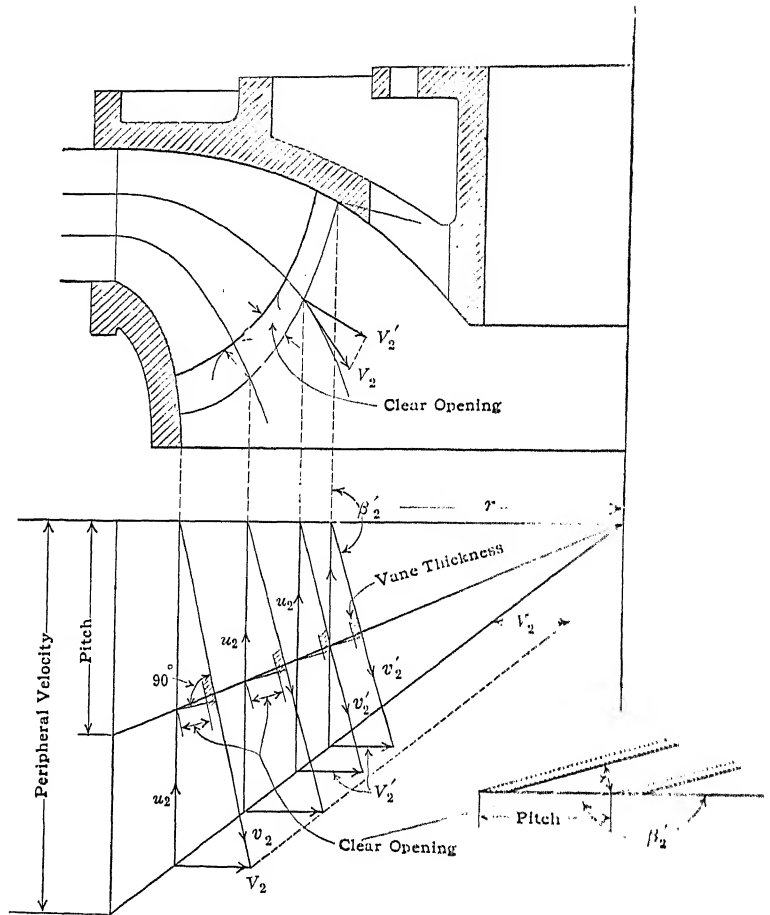 V₂′
V₂
Clear Opening
β₂′
r
Vane Thickness
Peripheral Velocity
Pitch
u₂
u₂
V₂
90°
v₂′
v₂′
u₂
V₂′
v₂
Clear Opening
V₂
Pitch
β₂′